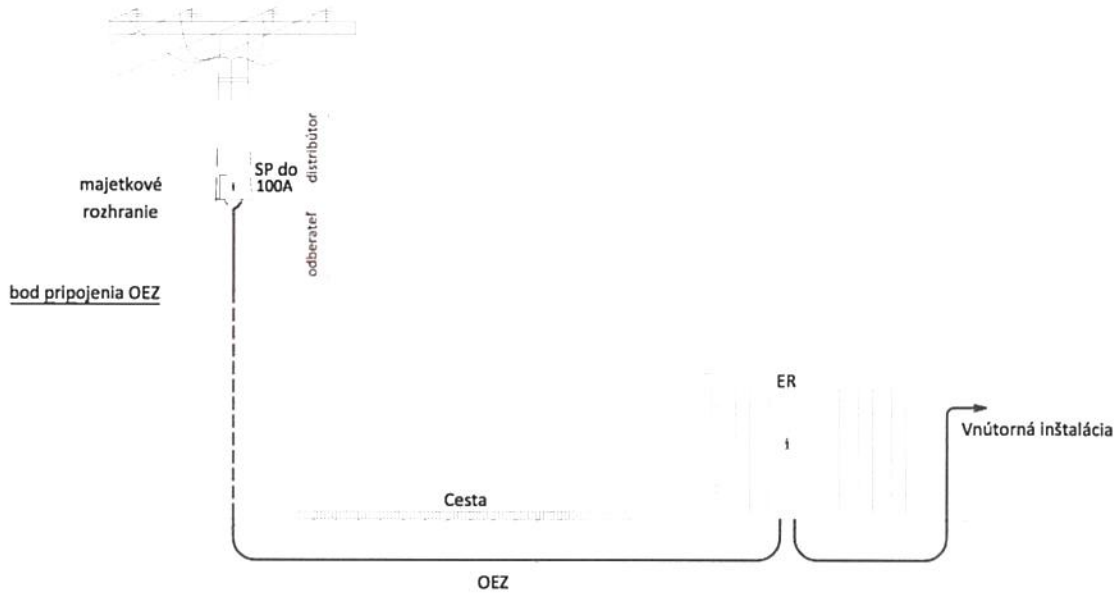 SP do
100A
distribútor
majetkové
rozhranie
odberateľ
bod pripojenia OEZ
ER
Vnútorná inštalácia
Cesta
OEZ